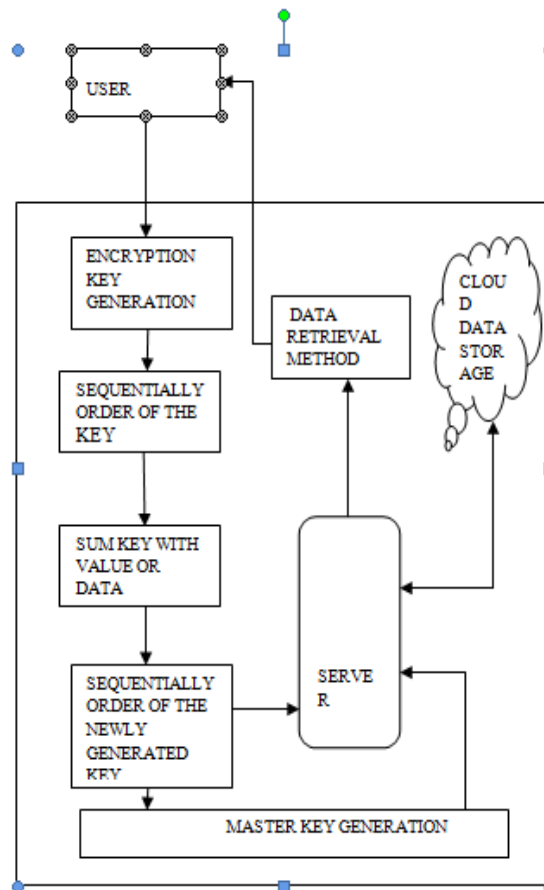 USER
ENCRYPTION
KEY
GENERATION
SEQUENTIALLY
ORDER OF THE
KEY
SUM KEY WITH
VALUE OR
DATA
SEQUENTIALLY
ORDER OF THE
NEWLY
GENERATED
KEY
MASTER KEY GENERATION
DATA
RETRIEVAL
METHOD
SERVE
R
CLOU
D
DATA
STOR
AGE